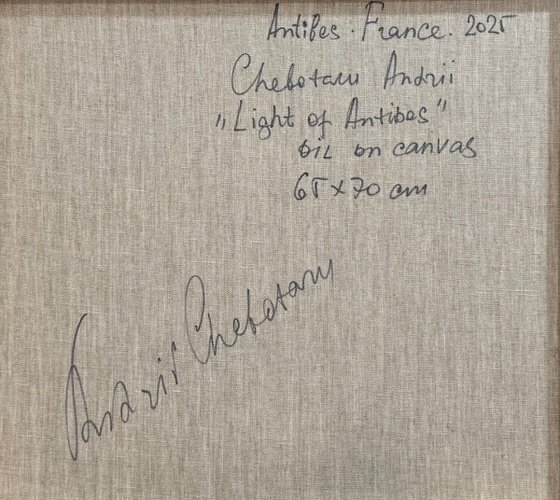 Antibes. France. 2025
Chebotaru Andrii
"Light of Antibes"
oil on canvas
65x70 cm
Andrii Chebotaru